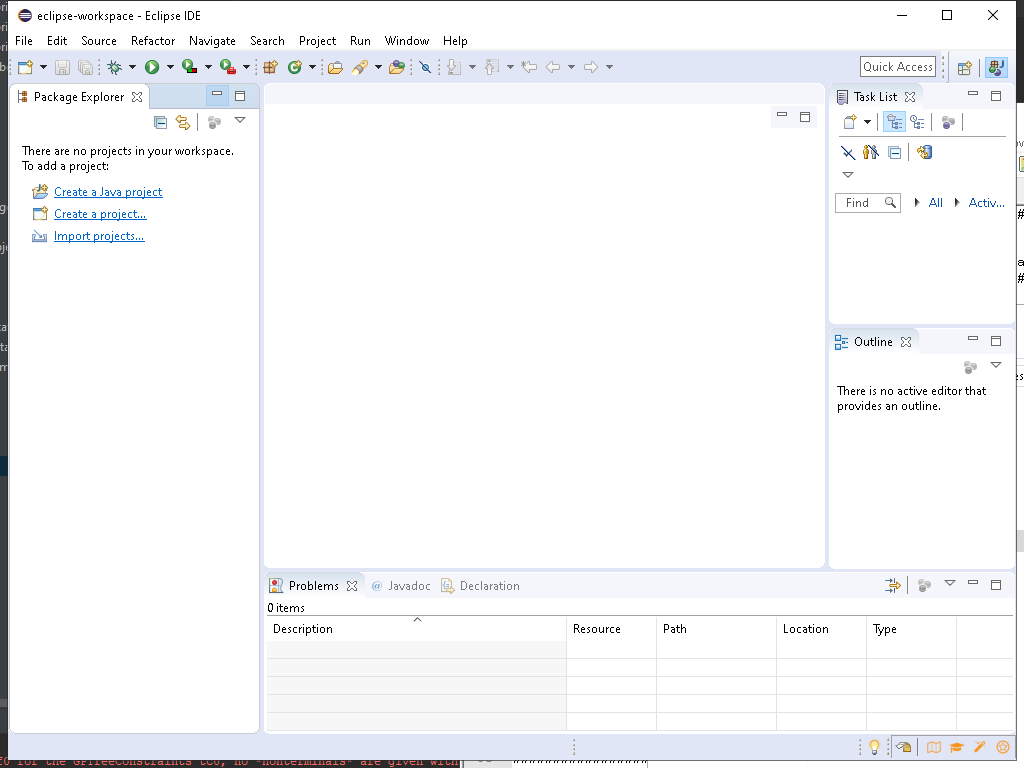 eclipse-workspace - Eclipse IDE
File Edit Source Refactor Navigate Search Project Run Window Help
Quick Access
Package Explorer
There are no projects in your workspace.
To add a project:
Create a Java project
Create a project...
Import projects...
Task List
Find All Activ...
Outline
There is no active editor that
provides an outline.
Problems @ Javadoc Declaration
0 items
Description Resource Path Location Type
for the GPTreeConstraints tc0, no -nonterminals- are given with